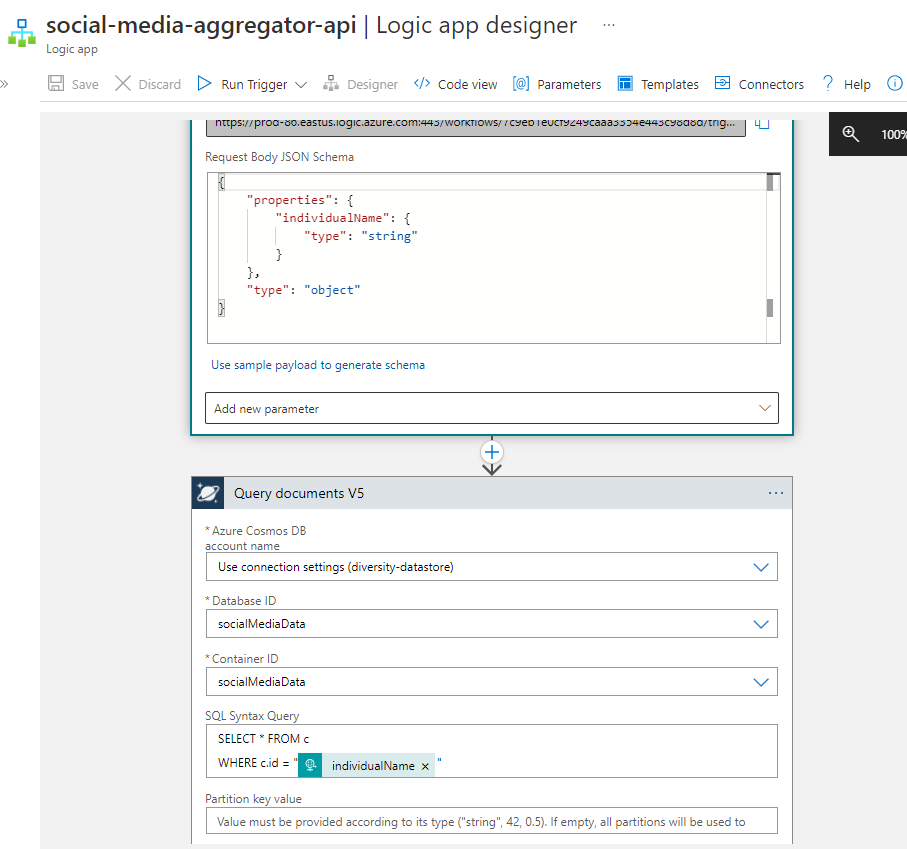 social-media-aggregator-api | Logic app designer ...
Logic app
» Save Discard Run Trigger Designer Code view [@] Parameters Templates Connectors ? Help
https://prod-86.eastus.logic.azure.com:443/workflows/7c9eb1e0cf9249caaa3354e443c98d8d/trig...
100%
Request Body JSON Schema
{
"properties": {
"individualName": {
"type": "string"
}
},
"type": "object"
}
Use sample payload to generate schema
Add new parameter
Query documents V5 ...
* Azure Cosmos DB
account name
Use connection settings (diversity-datastore)
* Database ID
socialMediaData
* Container ID
socialMediaData
SQL Syntax Query
SELECT * FROM c
WHERE c.id = " individualName × "
Partition key value
Value must be provided according to its type ("string", 42, 0.5). If empty, all partitions will be used to